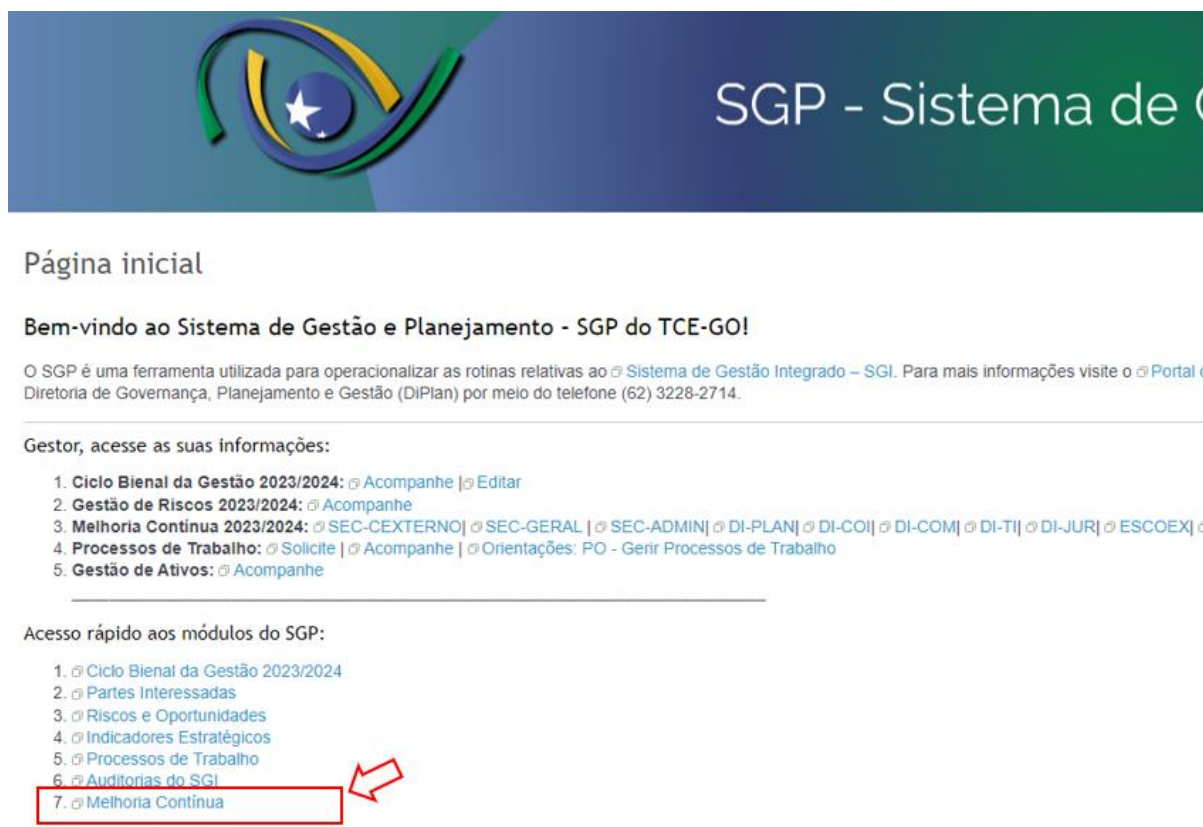 SGP - Sistema de
Página inicial
Bem-vindo ao Sistema de Gestão e Planejamento - SGP do TCE-GO!
O SGP é uma ferramenta utilizada para operacionalizar as rotinas relativas ao Sistema de Gestão Integrado – SGI. Para mais informações visite o Portal
Diretoria de Governança, Planejamento e Gestão (DiPlan) por meio do telefone (62) 3228-2714.
Gestor, acesse as suas informações:
1. Ciclo Bienal da Gestão 2023/2024: Acompanhe | Editar
2. Gestão de Riscos 2023/2024: Acompanhe
3. Melhoria Contínua 2023/2024: SEC-CEXTERNO| SEC-GERAL | SEC-ADMIN| DI-PLAN| DI-COI| DI-COM| DI-TI| DI-JUR| ESCOEX|
4. Processos de Trabalho: Solicite | Acompanhe | Orientações: PO - Gerir Processos de Trabalho
5. Gestão de Ativos: Acompanhe
Acesso rápido aos módulos do SGP:
1. Ciclo Bienal da Gestão 2023/2024
2. Partes Interessadas
3. Riscos e Oportunidades
4. Indicadores Estratégicos
5. Processos de Trabalho
6. Auditorias do SGI
7. Melhoria Contínua